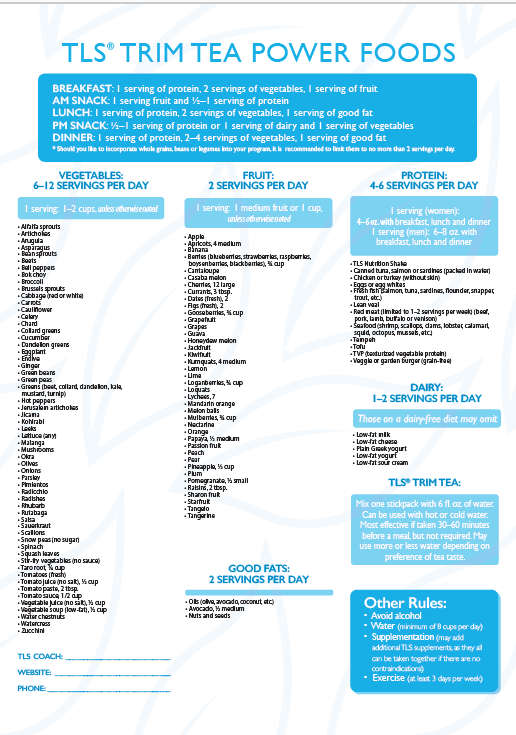 TLS® TRIM TEA POWER FOODS
BREAKFAST: 1 serving of protein, 2 servings of vegetables, 1 serving of fruit
AM SNACK: 1 serving fruit and ½–1 serving of protein
LUNCH: 1 serving of protein, 2 servings of vegetables, 1 serving of good fat
PM SNACK: ½–1 serving of protein or 1 serving of dairy and 1 serving of vegetables
DINNER: 1 serving of protein, 2–4 servings of vegetables, 1 serving of good fat
* Should you like to incorporate whole grains, beans or legumes into your program, it is recommended to limit them to no more than 2 servings per day.
VEGETABLES:
6–12 SERVINGS PER DAY
1 serving: 1–2 cups, unless otherwise noted
• Alfalfa sprouts
• Artichokes
• Arugula
• Asparagus
• Bean sprouts
• Beets
• Bell peppers
• Bok choy
• Broccoli
• Brussels sprouts
• Cabbage (red or white)
• Carrots
• Cauliflower
• Celery
• Chard
• Collard greens
• Cucumber
• Dandelion greens
• Eggplant
• Endive
• Ginger
• Green beans
• Green peas
• Greens (beet, collard, dandelion, kale,
mustard, turnip)
• Hot peppers
• Jerusalem artichokes
• Jicama
• Kohlrabi
• Leeks
• Lettuce (any)
• Malanga
• Mushrooms
• Okra
• Olives
• Onions
• Parsley
• Pimientos
• Radicchio
• Radishes
• Rhubarb
• Rutabaga
• Salsa
• Sauerkraut
• Scallions
• Snow peas (no sugar)
• Spinach
• Squash leaves
• Stir-fry vegetables (no sauce)
• Taro root, ¾ cup
• Tomatoes (fresh)
• Tomato juice (no salt), ½ cup
• Tomato paste, 2 tbsp.
• Tomato sauce, 1/2 cup
• Vegetable juice (no salt), ½ cup
• Vegetable soup (low-fat), ½ cup
• Water chestnuts
• Watercress
• Zucchini
TLS COACH:
WEBSITE:
PHONE:
FRUIT:
2 SERVINGS PER DAY
1 serving: 1 medium fruit or 1 cup,
unless otherwise noted
• Apple
• Apricots, 4 medium
• Banana
• Berries (blueberries, strawberries, raspberries,
boysenberries, blackberries), ¾ cup
• Cantaloupe
• Casaba melon
• Cherries, 12 large
• Currants, 3 tbsp.
• Dates (fresh), 2
• Figs (fresh), 2
• Gooseberries, ¾ cup
• Grapefruit
• Grapes
• Guava
• Honeydew melon
• Jackfruit
• Kiwifruit
• Kumquats, 4 medium
• Lemon
• Lime
• Loganberries, ¾ cup
• Loquats
• Lychees, 7
• Mandarin orange
• Melon balls
• Mulberries, ¾ cup
• Nectarine
• Orange
• Papaya, ½ medium
• Passion fruit
• Peach
• Pear
• Pineapple, ½ cup
• Plum
• Pomegranate, ½ small
• Raisins, 2 tbsp.
• Sharon fruit
• Starfruit
• Tangelo
• Tangerine
GOOD FATS:
2 SERVINGS PER DAY
• Oils (olive, avocado, coconut, etc)
• Avocado, ½ medium
• Nuts and seeds
PROTEIN:
4-6 SERVINGS PER DAY
1 serving (women):
4–6 oz. with breakfast, lunch and dinner
1 serving (men): 6–8 oz. with
breakfast, lunch and dinner
• TLS Nutrition Shake
• Canned tuna, salmon or sardines (packed in water)
• Chicken or turkey (without skin)
• Eggs or egg whites
• Fresh fish (salmon, tuna, sardines, flounder, snapper,
trout, etc.)
• Lean veal
• Red meat (limited to 1–2 servings per week) (beef,
pork, lamb, buffalo or venison)
• Seafood (shrimp, scallops, clams, lobster, calamari,
squid, octopus, mussels, etc.)
• Tempeh
• Tofu
• TVP (texturized vegetable protein)
• Veggie or garden burger (grain-free)
DAIRY:
1–2 SERVINGS PER DAY
Those on a dairy-free diet may omit
• Low-fat milk
• Low-fat cheese
• Plain Greek yogurt
• Low-fat yogurt
• Low-fat sour cream
TLS® TRIM TEA:
Mix one stickpack with 6 fl. oz. of water.
Can be used with hot or cold water.
Most effective if taken 30–60 minutes
before a meal, but not required. May
use more or less water depending on
preference of tea taste.
Other Rules:
- Avoid alcohol
- Water (minimum of 8 cups per day)
- Supplementation (may add
additional TLS supplements, as they all
can be taken together if there are no
contraindications)
- Exercise (at least 3 days per week)